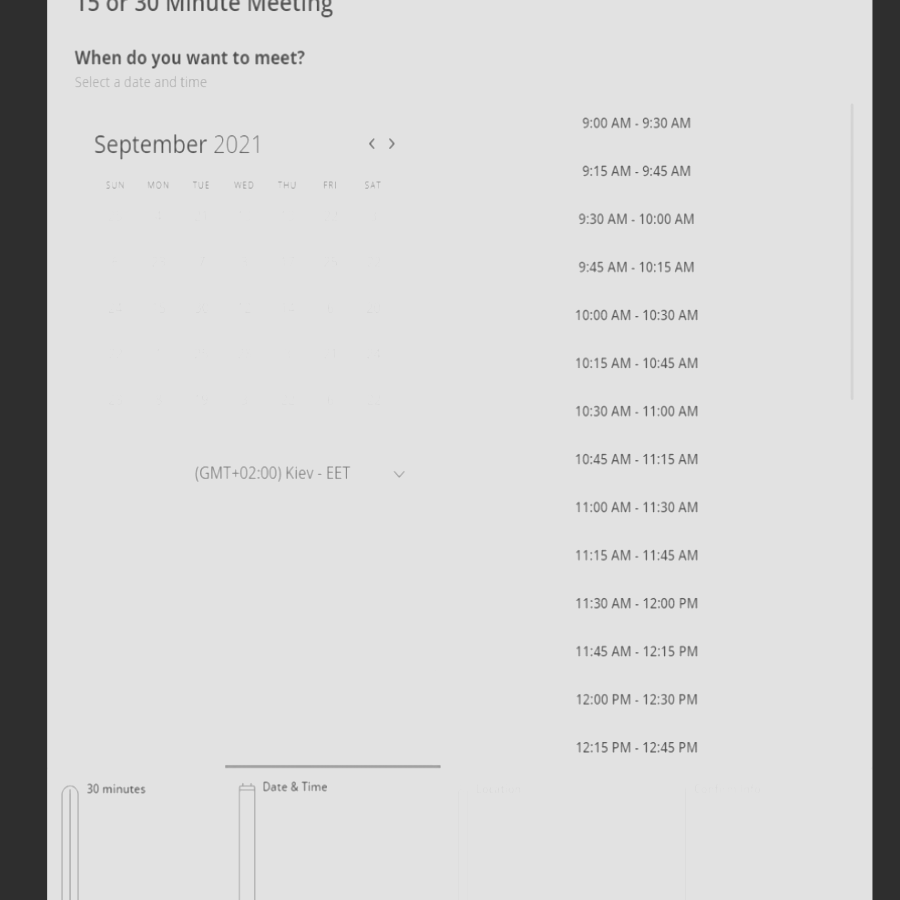 15 or 30 Minute Meeting
When do you want to meet?
Select a date and time
September 2021
SUN MON TUE WED THU FRI SAT
(GMT+02:00) Kiev - EET
9:00 AM - 9:30 AM
9:15 AM - 9:45 AM
9:30 AM - 10:00 AM
9:45 AM - 10:15 AM
10:00 AM - 10:30 AM
10:15 AM - 10:45 AM
10:30 AM - 11:00 AM
10:45 AM - 11:15 AM
11:00 AM - 11:30 AM
11:15 AM - 11:45 AM
11:30 AM - 12:00 PM
11:45 AM - 12:15 PM
12:00 PM - 12:30 PM
12:15 PM - 12:45 PM
30 minutes
Date & Time